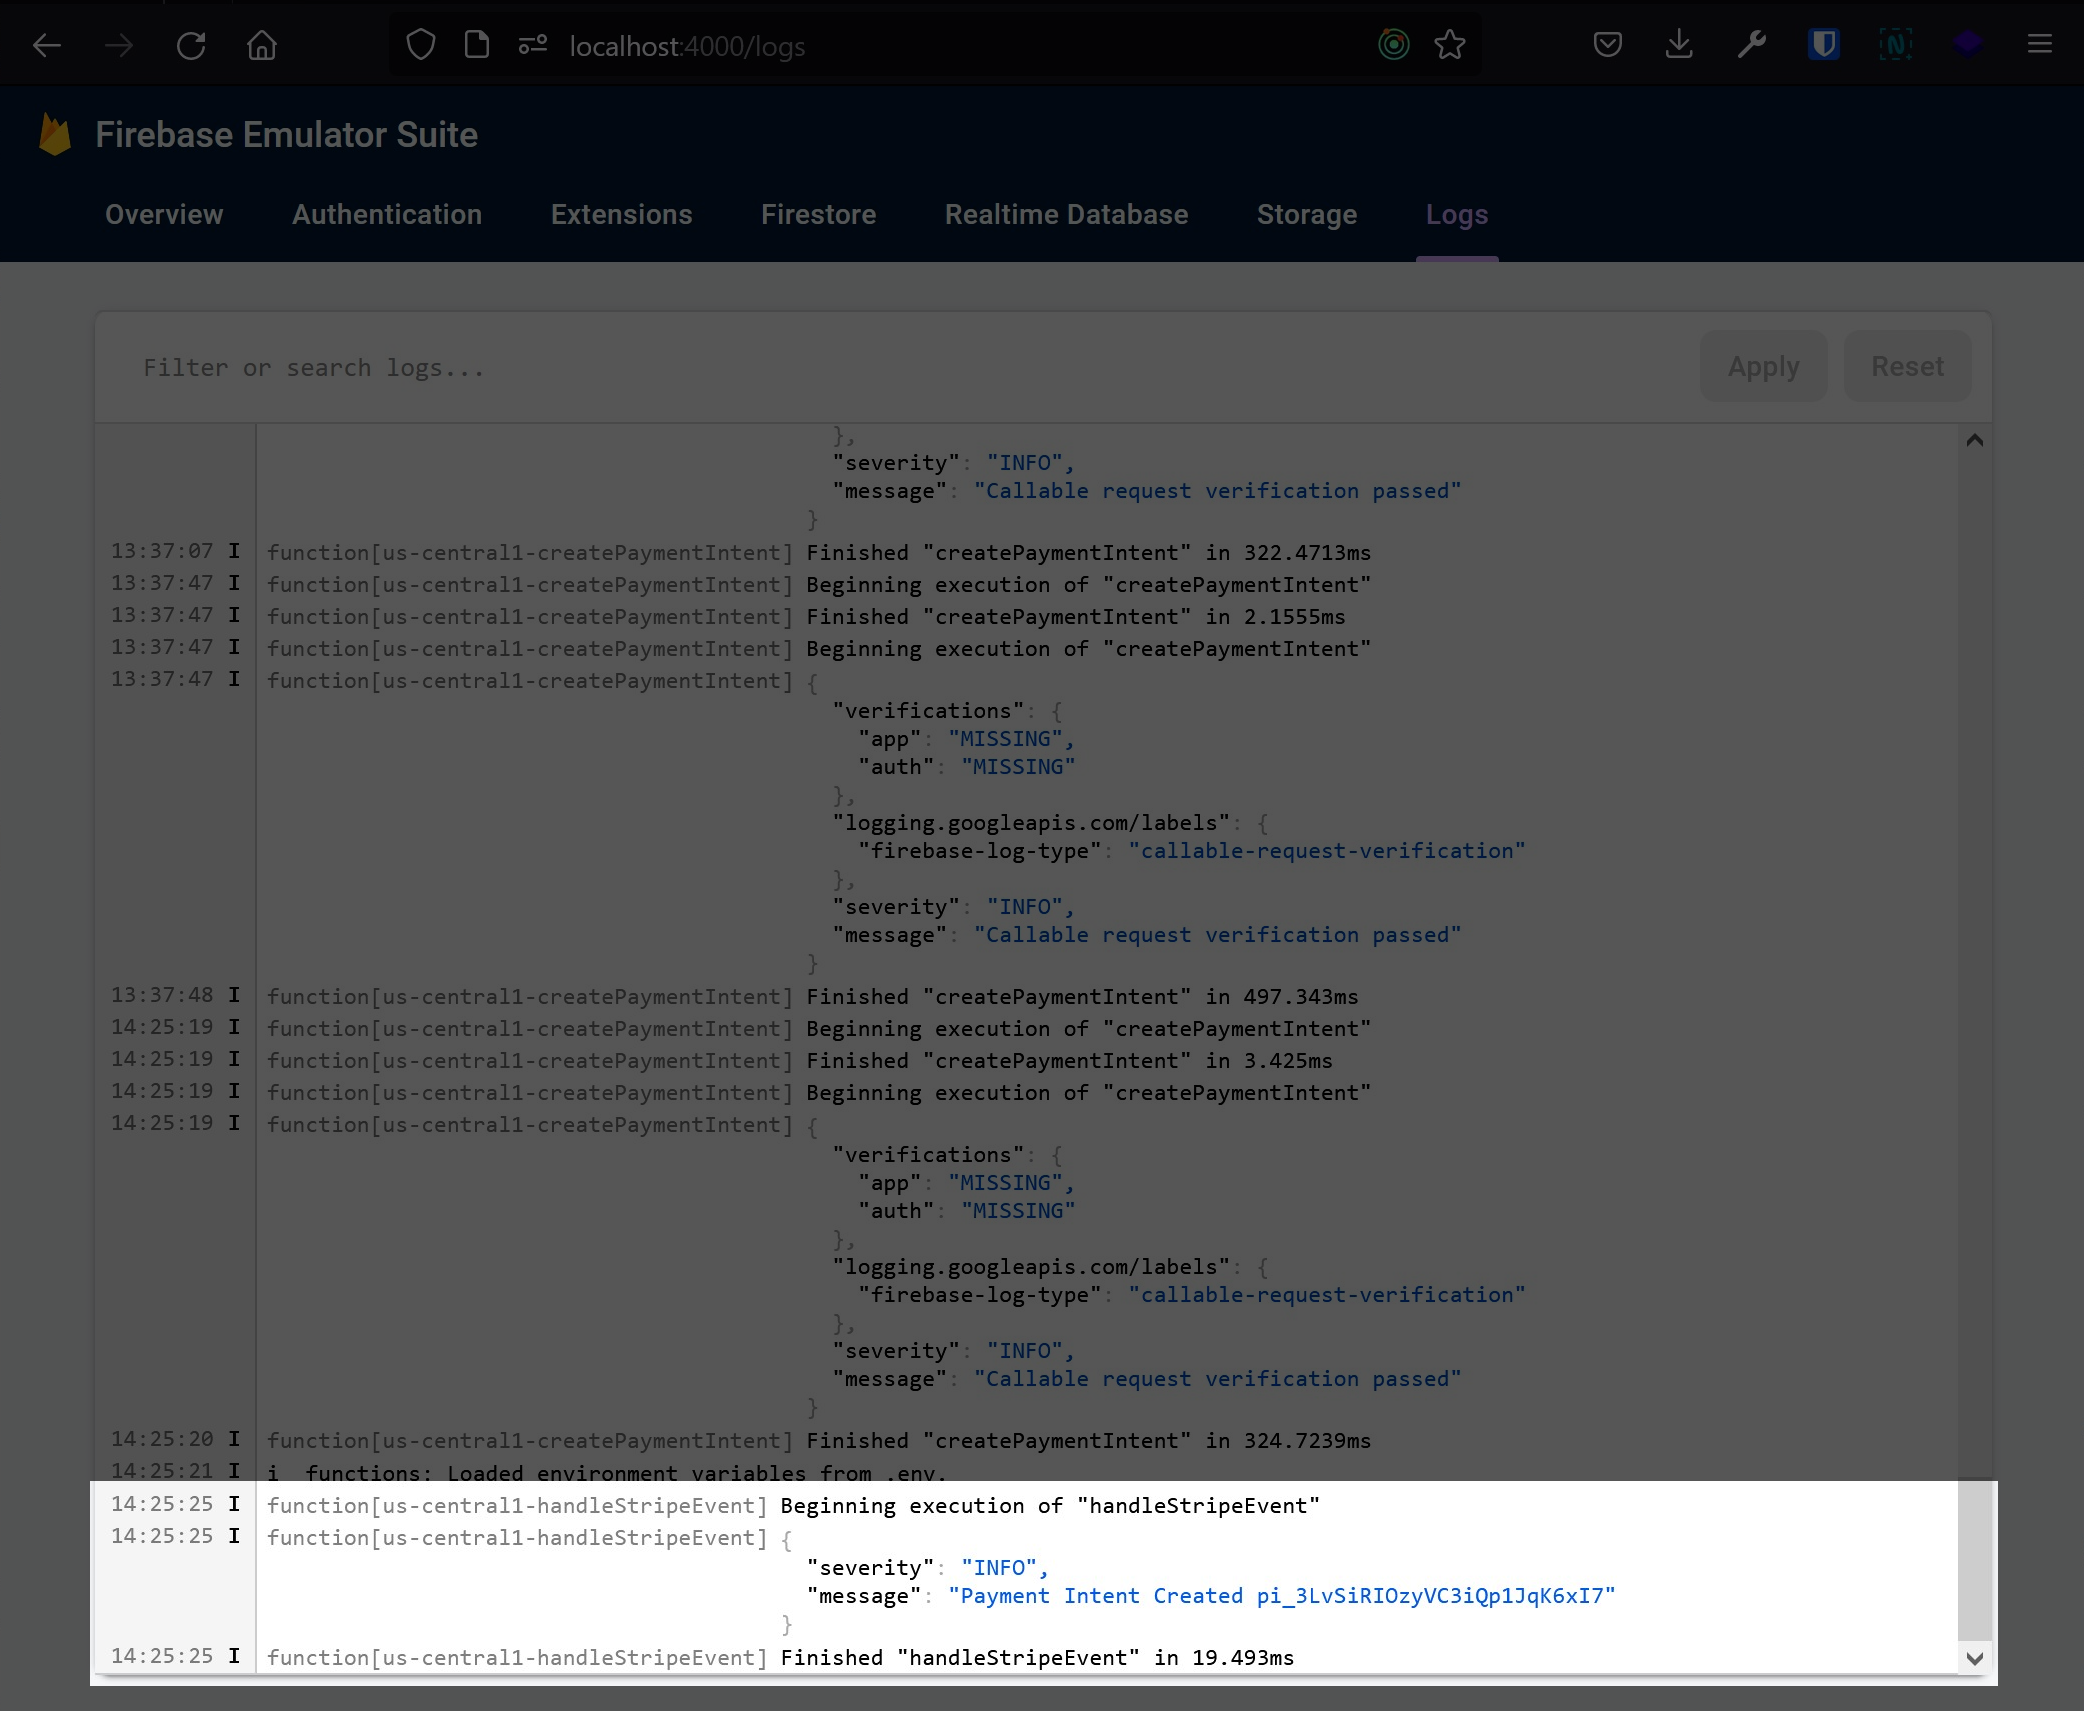 localhost:4000/logs
Firebase Emulator Suite
Overview Authentication Extensions Firestore Realtime Database Storage Logs
Filter or search logs... Apply Reset
},
"severity": "INFO",
"message": "Callable request verification passed"
}
13:37:07 I function[us-central1-createPaymentIntent] Finished "createPaymentIntent" in 322.4713ms
13:37:47 I function[us-central1-createPaymentIntent] Beginning execution of "createPaymentIntent"
13:37:47 I function[us-central1-createPaymentIntent] Finished "createPaymentIntent" in 2.1555ms
13:37:47 I function[us-central1-createPaymentIntent] Beginning execution of "createPaymentIntent"
13:37:47 I function[us-central1-createPaymentIntent] {
"verifications": {
"app": "MISSING",
"auth": "MISSING"
},
"logging.googleapis.com/labels": {
"firebase-log-type": "callable-request-verification"
},
"severity": "INFO",
"message": "Callable request verification passed"
}
13:37:48 I function[us-central1-createPaymentIntent] Finished "createPaymentIntent" in 497.343ms
14:25:19 I function[us-central1-createPaymentIntent] Beginning execution of "createPaymentIntent"
14:25:19 I function[us-central1-createPaymentIntent] Finished "createPaymentIntent" in 3.425ms
14:25:19 I function[us-central1-createPaymentIntent] Beginning execution of "createPaymentIntent"
14:25:19 I function[us-central1-createPaymentIntent] {
"verifications": {
"app": "MISSING",
"auth": "MISSING"
},
"logging.googleapis.com/labels": {
"firebase-log-type": "callable-request-verification"
},
"severity": "INFO",
"message": "Callable request verification passed"
}
14:25:20 I function[us-central1-createPaymentIntent] Finished "createPaymentIntent" in 324.7239ms
14:25:21 I i functions: Loaded environment variables from .env.
14:25:25 I function[us-central1-handleStripeEvent] Beginning execution of "handleStripeEvent"
14:25:25 I function[us-central1-handleStripeEvent] {
"severity": "INFO",
"message": "Payment Intent Created pi_3LvSiRIOzyVC3iQp1JqK6xI7"
}
14:25:25 I function[us-central1-handleStripeEvent] Finished "handleStripeEvent" in 19.493ms